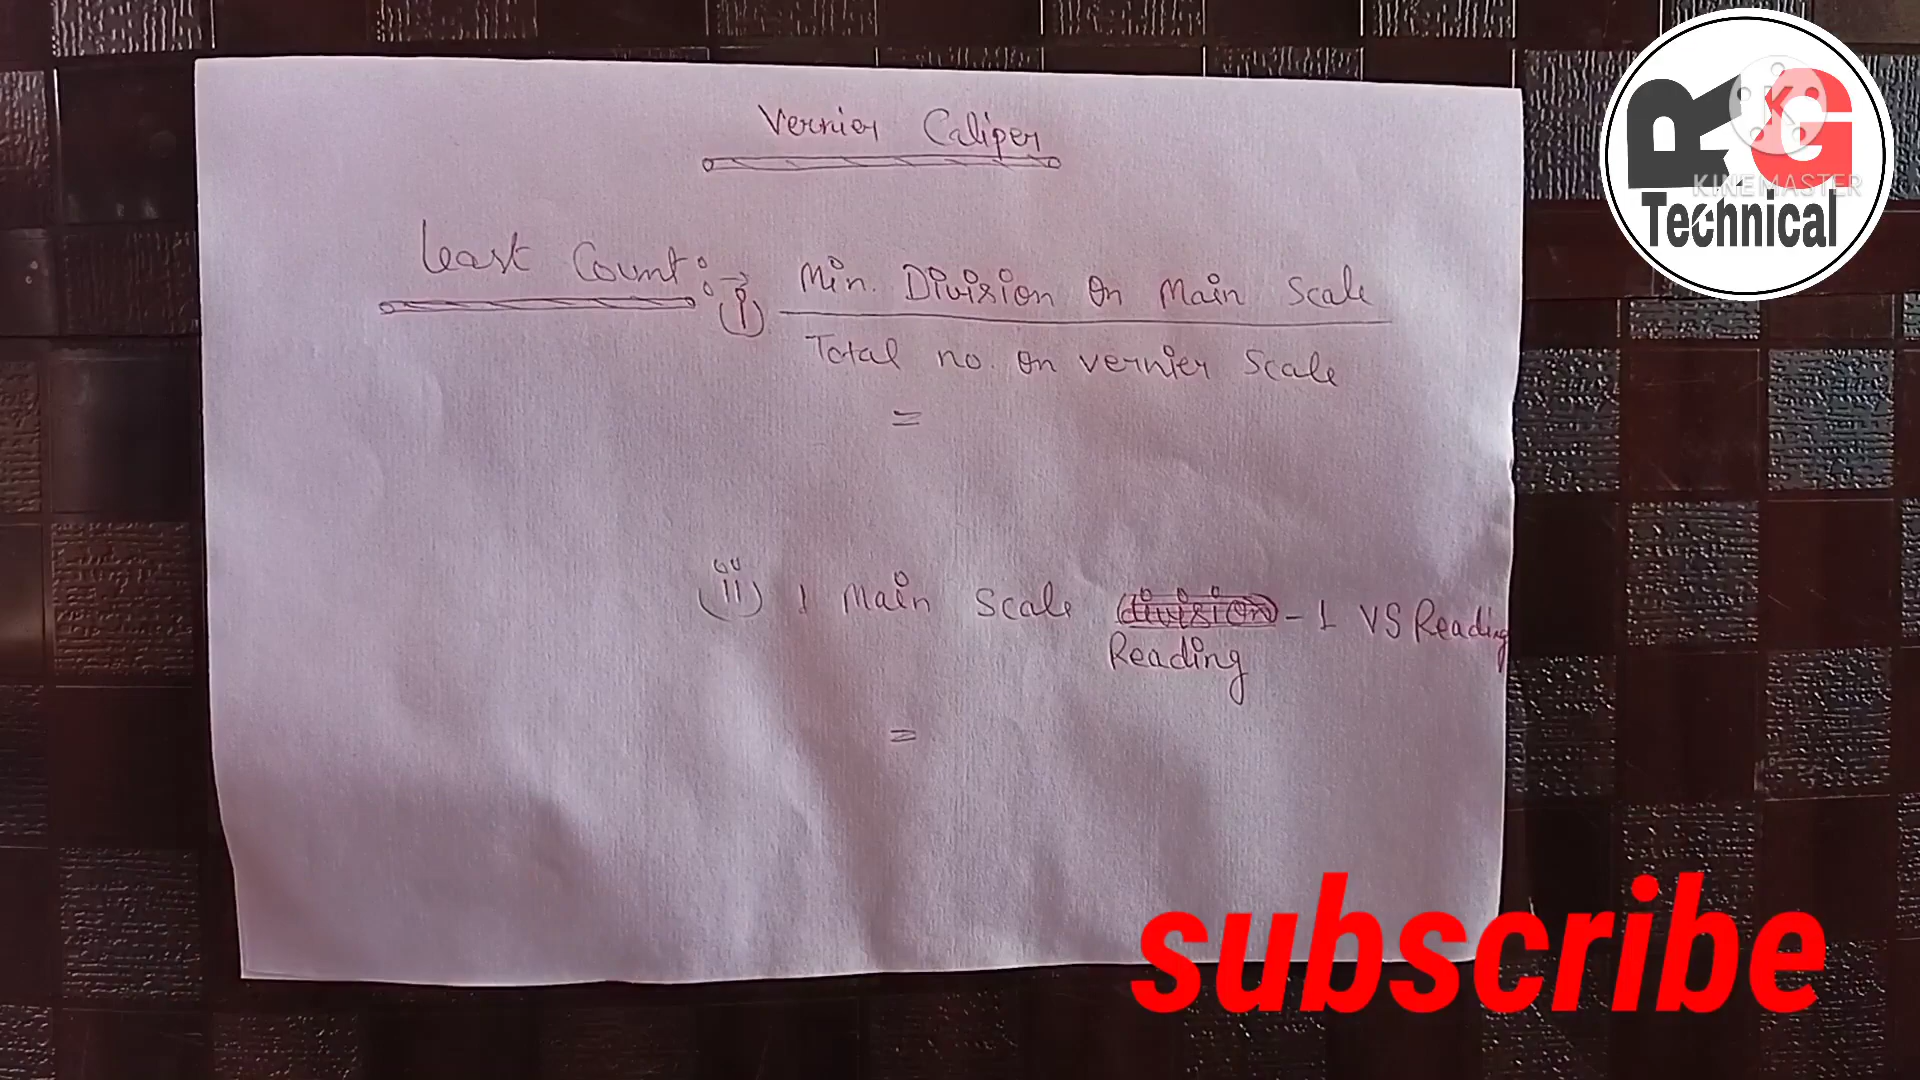 Vernier Caliper
Least Count :→ (i) Min. Division On Main Scale
Total no. On Vernier Scale
=
(ii) 1 Main Scale division - 1 VS Reading
Reading
=
RG
K
KINEMASTER
Technical
subscribe